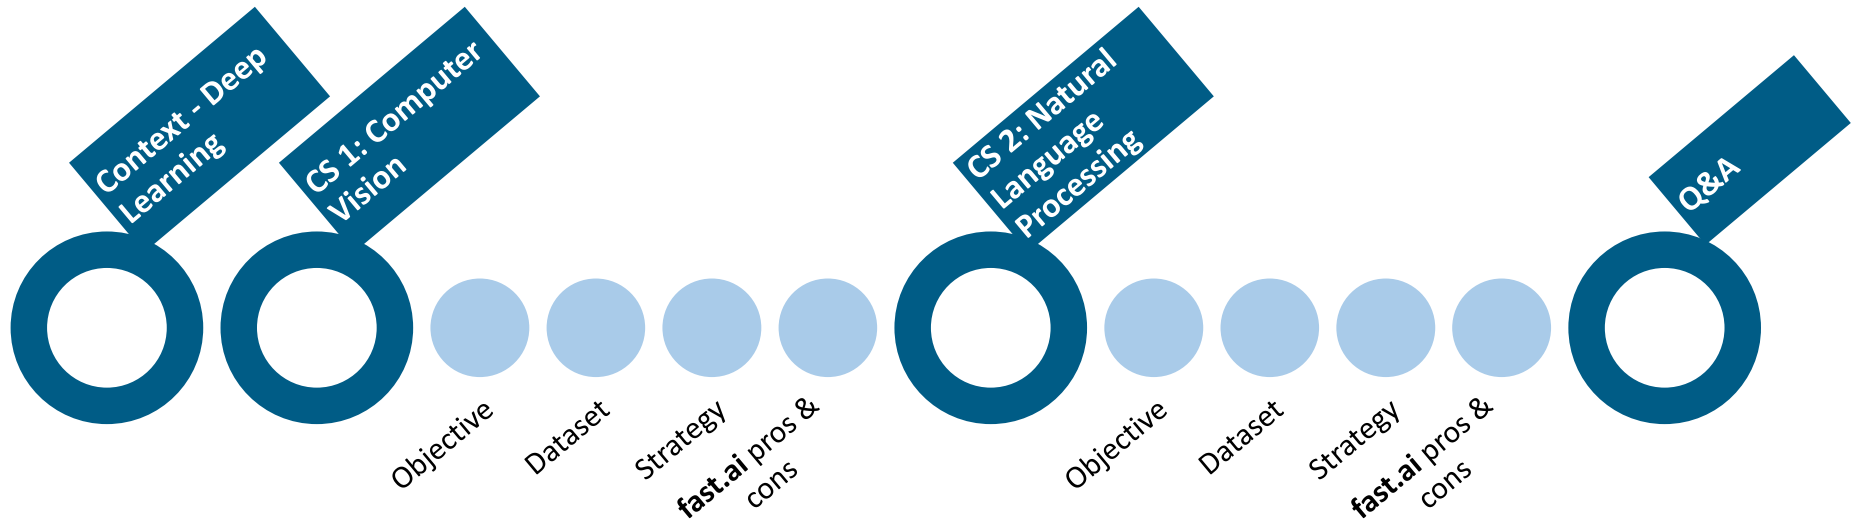 Context - Deep
Learning
CS 1: Computer
Vision
Objective
Dataset
Strategy
fast.ai pros &
cons
CS 2: Natural
Language
Processing
Objective
Dataset
Strategy
fast.ai pros &
cons
Q&A